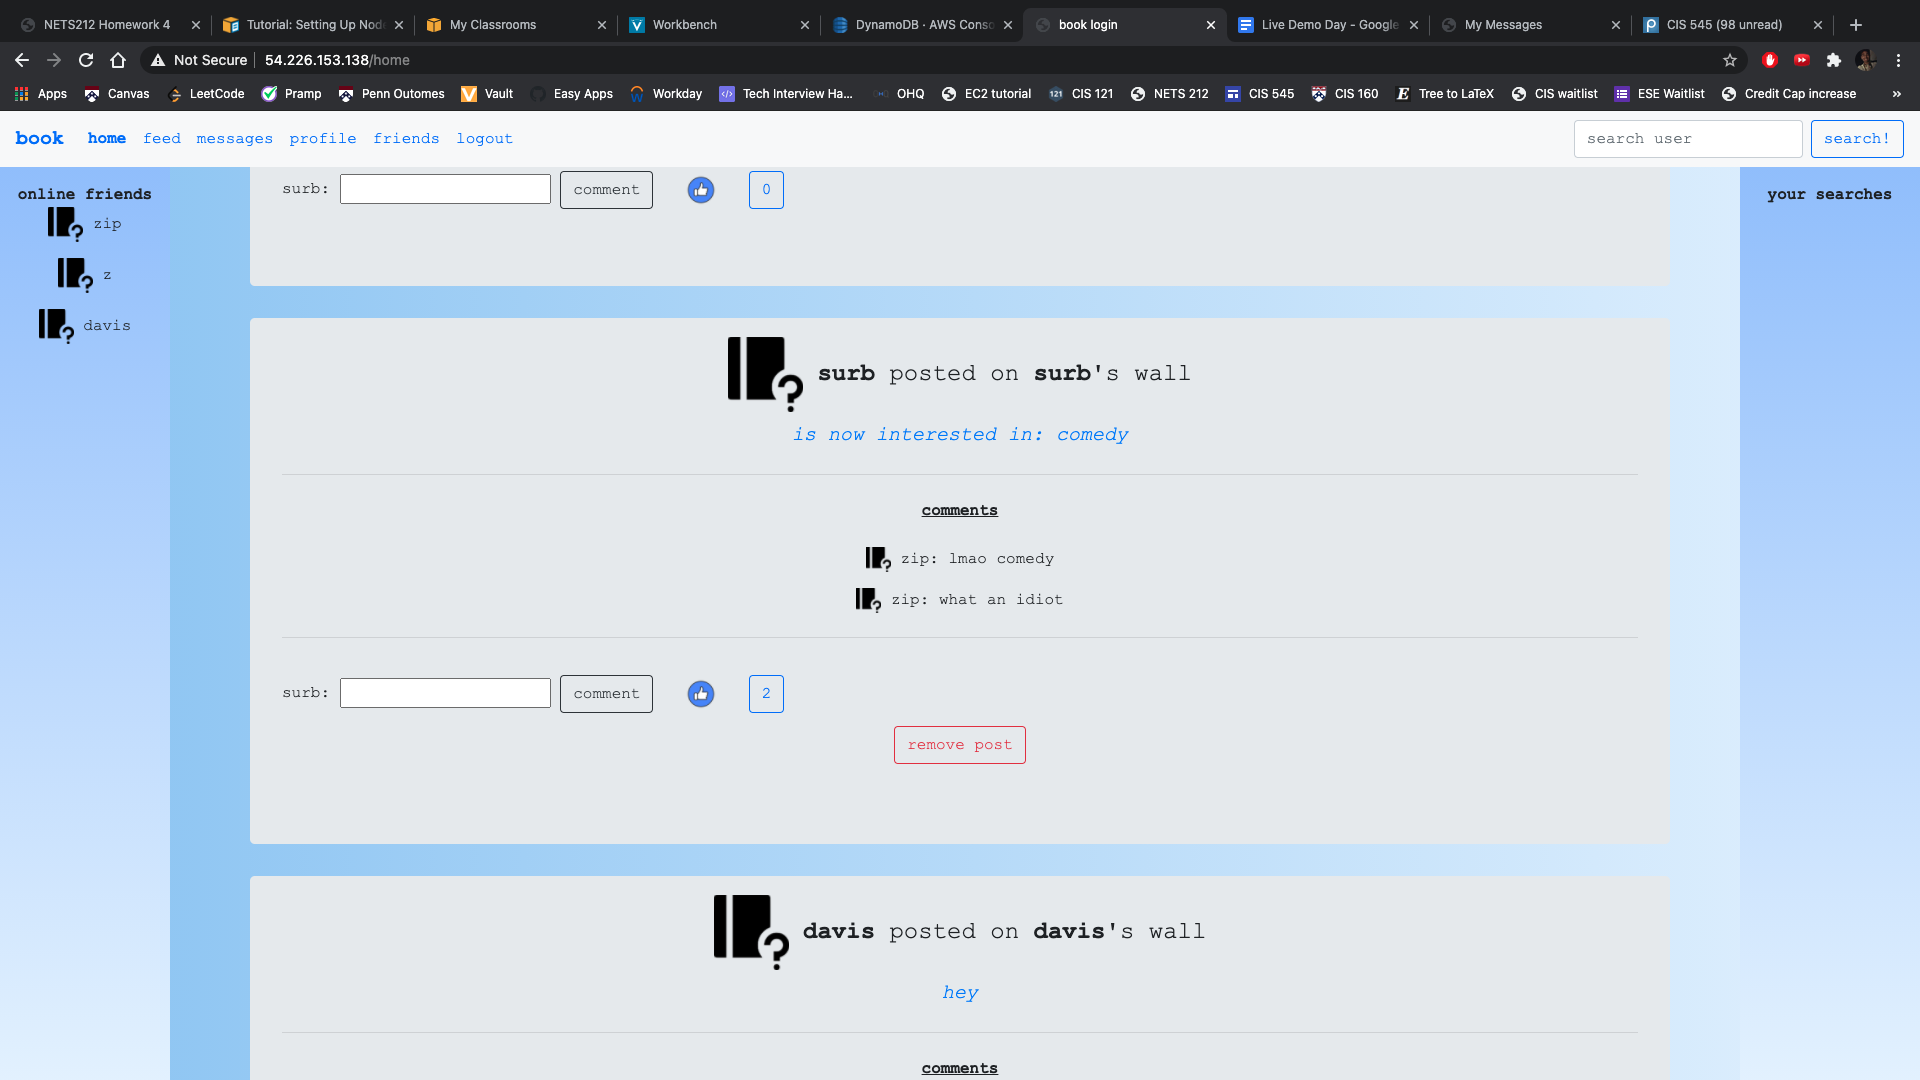 NETS212 Homework 4
Tutorial: Setting Up Node
My Classrooms
Workbench
DynamoDB · AWS Conso
book login
Live Demo Day - Google
My Messages
CIS 545 (98 unread)
Not Secure 54.226.153.138/home
Apps Canvas LeetCode Pramp Penn Outomes Vault Easy Apps Workday Tech Interview Ha... OHQ EC2 tutorial CIS 121 NETS 212 CIS 545 CIS 160 Tree to LaTeX CIS waitlist ESE Waitlist Credit Cap increase »
book home feed messages profile friends logout search user search!
online friends
zip
z
davis
your searches
surb: comment 0
surb posted on surb's wall
is now interested in: comedy
comments
zip: lmao comedy
zip: what an idiot
surb: comment 2
remove post
davis posted on davis's wall
hey
comments